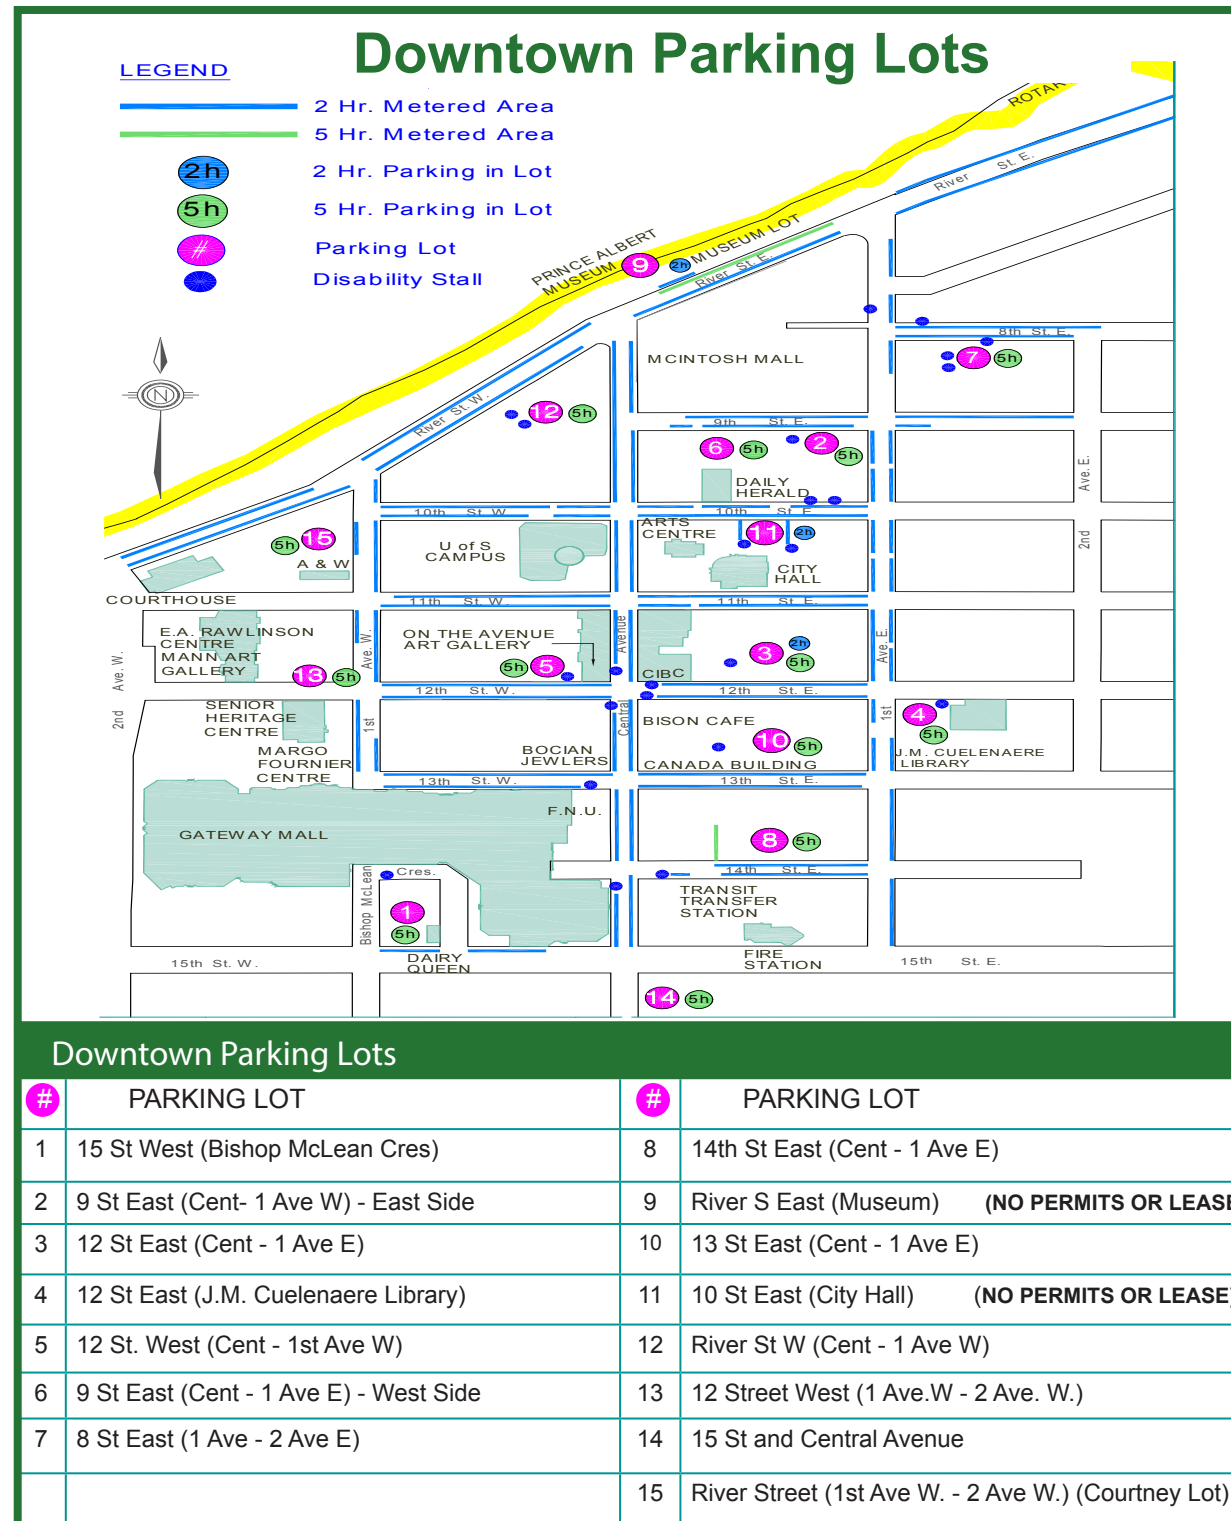 Downtown Parking Lots
LEGEND
2 Hr. Metered Area
5 Hr. Metered Area
2h 2 Hr. Parking in Lot
5h 5 Hr. Parking in Lot
# Parking Lot
Disability Stall
N
ROTAR
River St. E.
PRINCE ALBERT
MUSEUM
9
2h
MUSEUM LOT
River St. E.
8th St. E.
MCINTOSH MALL
7 5h
River St. W.
12 5h
9th St. E.
6 5h
2
5h
DAILY
HERALD
2nd Ave. E.
10th St. W.
10th St. E.
15
5h
A & W
U of S
CAMPUS
ARTS
CENTRE
11 2h
CITY
HALL
COURTHOUSE
11th St. W.
11th St. E.
E.A. RAWLINSON
CENTRE
MANN ART
GALLERY
13 5h
1st Ave. W.
2nd Ave. W.
ON THE AVENUE
ART GALLERY
5h 5
Central Avenue
CIBC
3
2h
5h
1st Ave. E.
12th St. W.
12th St. E.
SENIOR
HERITAGE
CENTRE
MARGO
FOURNIER
CENTRE
BOCIAN
JEWLERS
BISON CAFE
10 5h
CANADA BUILDING
4
5h
J.M. CUELENAERE
LIBRARY
13th St. W.
13th St. E.
F.N.U.
GATEWAY MALL
8 5h
14th St. E.
Bishop McLean Cres.
1
5h
TRANSIT
TRANSFER
STATION
DAIRY
QUEEN
FIRE
STATION
15th St. W.
15th St. E.
14 5h
Downtown Parking Lots
# PARKING LOT # PARKING LOT
1 15 St West (Bishop McLean Cres) 8 14th St East (Cent - 1 Ave E)
2 9 St East (Cent- 1 Ave W) - East Side 9 River S East (Museum) (NO PERMITS OR LEASE
3 12 St East (Cent - 1 Ave E) 10 13 St East (Cent - 1 Ave E)
4 12 St East (J.M. Cuelenaere Library) 11 10 St East (City Hall) (NO PERMITS OR LEASE)
5 12 St. West (Cent - 1st Ave W) 12 River St W (Cent - 1 Ave W)
6 9 St East (Cent - 1 Ave E) - West Side 13 12 Street West (1 Ave.W - 2 Ave. W.)
7 8 St East (1 Ave - 2 Ave E) 14 15 St and Central Avenue
15 River Street (1st Ave W. - 2 Ave W.) (Courtney Lot)